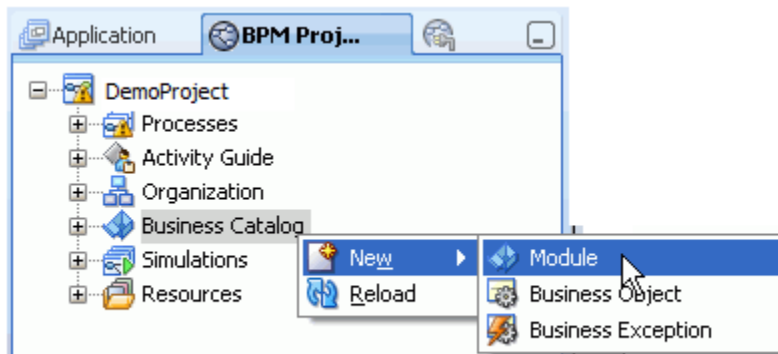 Application BPM Proj...
DemoProject
Processes
Activity Guide
Organization
Business Catalog
Simulations
Resources
New
Reload
Module
Business Object
Business Exception